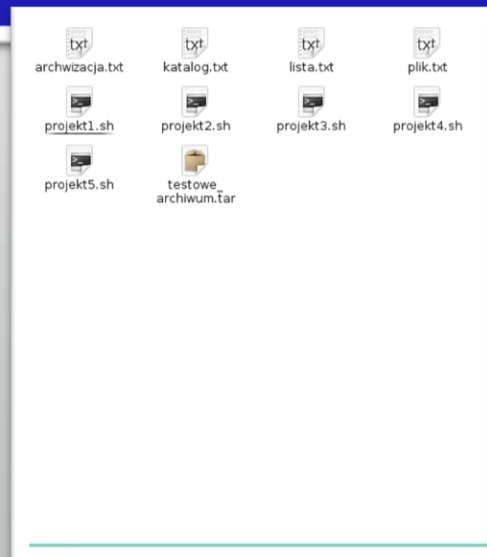 txt txt txt txt
archwizacja.txt katalog.txt lista.txt plik.txt
projekt1.sh projekt2.sh projekt3.sh projekt4.sh
projekt5.sh testowe_
archiwum.tar